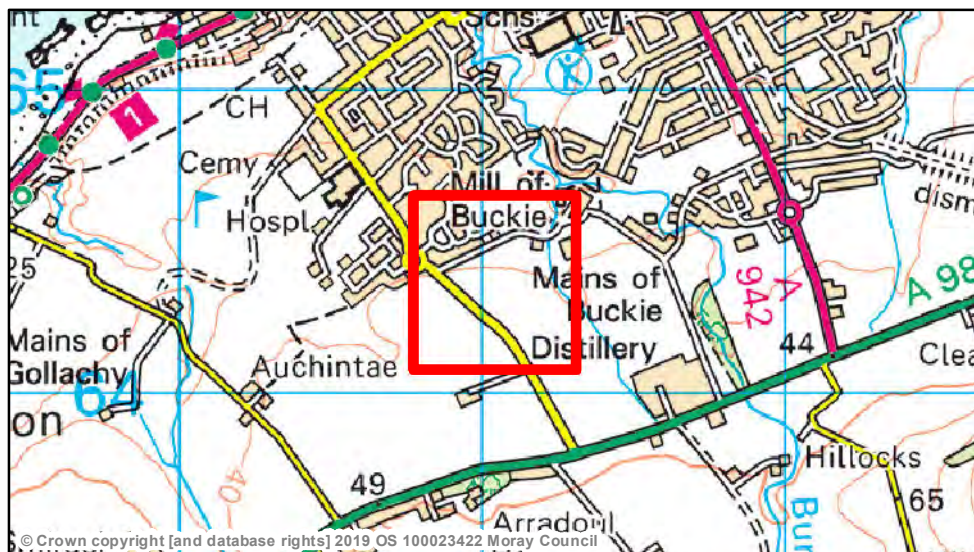 Schs
65
1
CH
Cemy
Hospl
Mill of
Buckie
dism
25
Mains of
Buckie
A 942
A 98
Mains of
Gollachy
64
Auchintae
Distillery
44
Clea
on
40
49
Hillocks
65
Arradoul
Bur
© Crown copyright [and database rights] 2019 OS 100023422 Moray Council